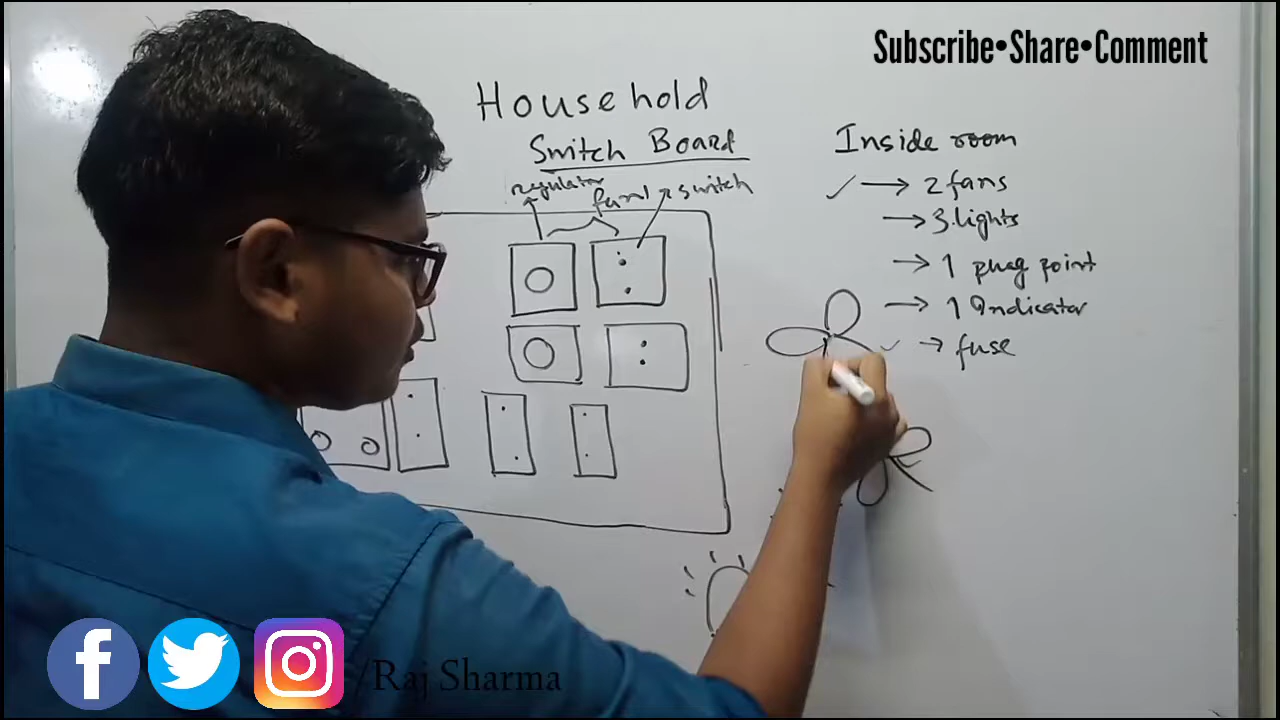 Subscribe•Share•Comment
Household
Switch Board
regulator
switch
Inside room
→ 2 fans
→ 3 lights
→ 1 plug point
→ 1 Indicator
→ fuse
/Raj Sharma